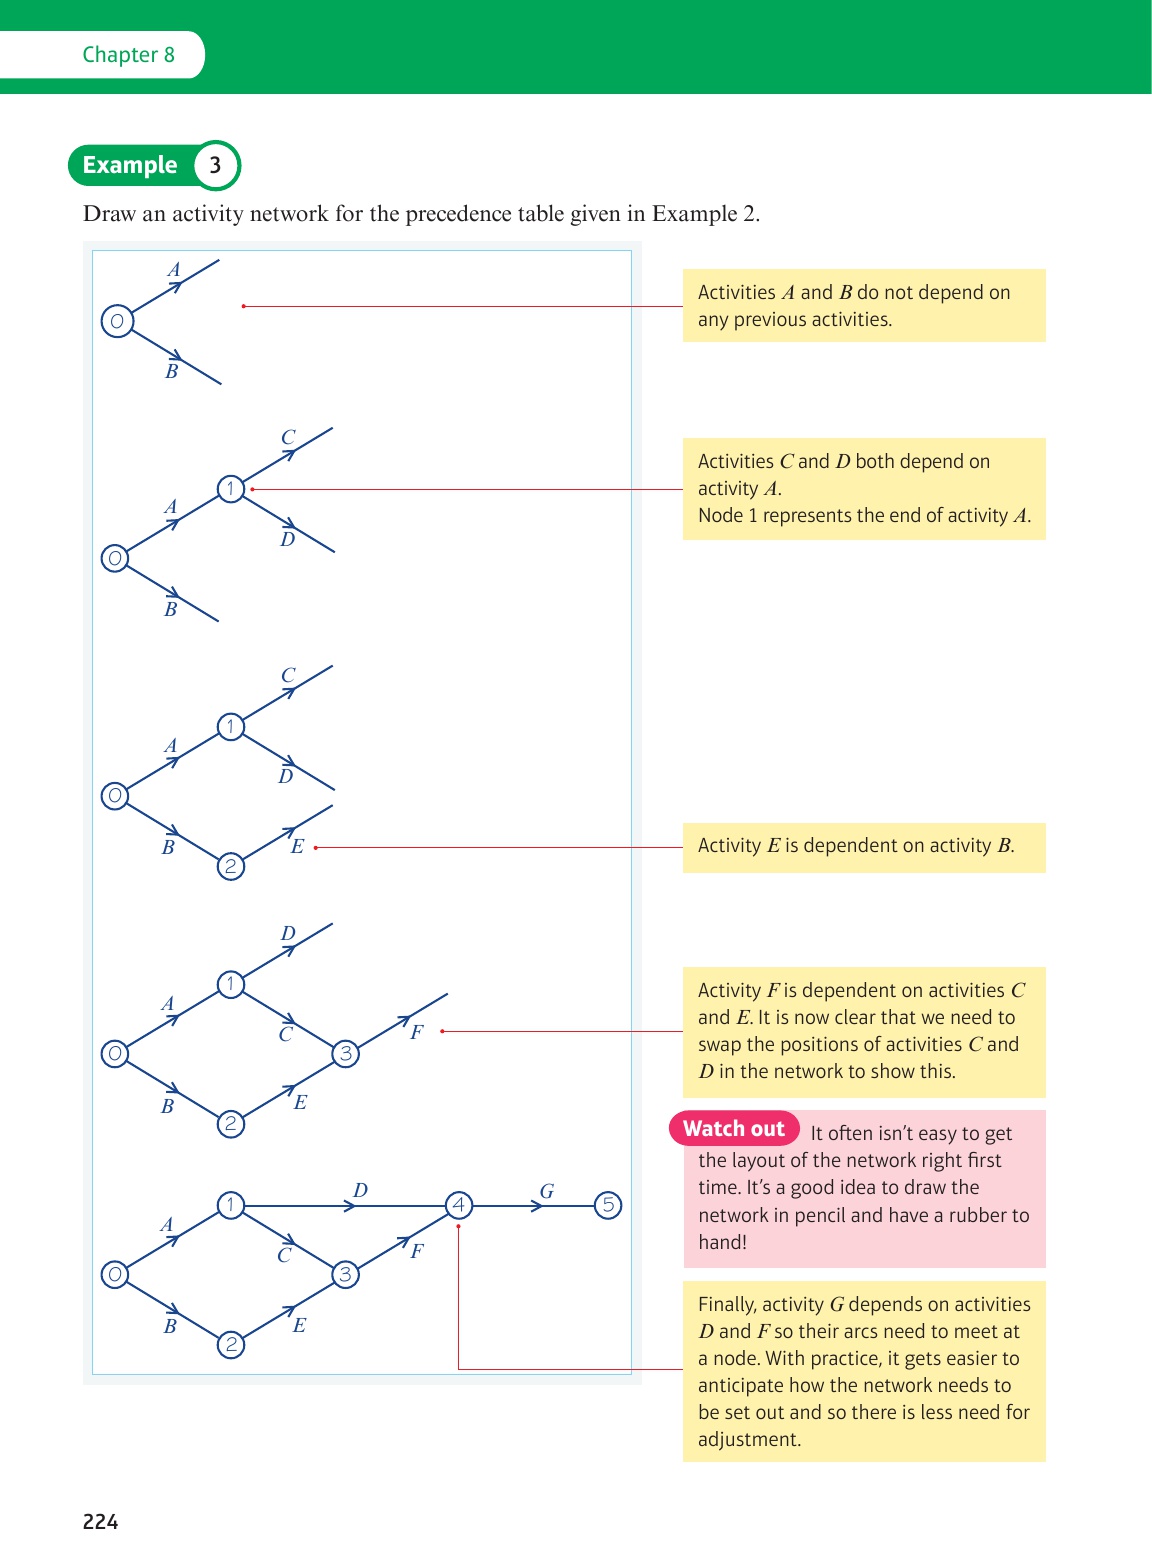 Chapter 8
Example 3
Draw an activity network for the precedence table given in Example 2.
A
0
B
Activities A and B do not depend on
any previous activities.
C
1
A
D
0
B
Activities C and D both depend on
activity A.
Node 1 represents the end of activity A.
C
1
A
D
0
B
E
2
Activity E is dependent on activity B.
D
1
A
C
F
0
3
B
E
2
Activity F is dependent on activities C
and E. It is now clear that we need to
swap the positions of activities C and
D in the network to show this.
Watch out It often isn’t easy to get
the layout of the network right first
time. It’s a good idea to draw the
network in pencil and have a rubber to
hand!
D
G
1
4
5
A
C
F
0
3
B
E
2
Finally, activity G depends on activities
D and F so their arcs need to meet at
a node. With practice, it gets easier to
anticipate how the network needs to
be set out and so there is less need for
adjustment.
224